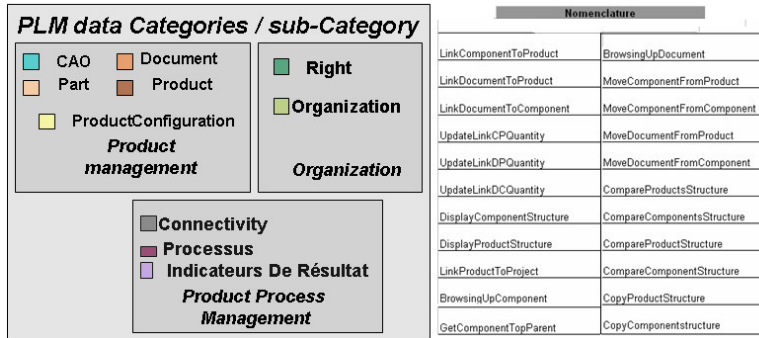 PLM data Categories / sub-Category
CAO
Document
Part
Product
ProductConfiguration
Product
management
Right
Organization
Organization
Connectivity
Processus
Indicateurs De Résultat
Product Process
Management
Nomenclature
LinkComponentToProduct BrowsingUpDocument
LinkDocumentToProduct MoveComponentFromProduct
LinkDocumentToComponent MoveComponentFromComponent
UpdateLinkCPQuantity MoveDocumentFromProduct
UpdateLinkDPQuantity MoveDocumentFromComponent
UpdateLinkDCQuantity CompareProductsStructure
DisplayComponentStructure CompareComponentsStructure
DisplayProductStructure CompareProductStructure
LinkProductToProject CompareComponentStructure
BrowsingUpComponent CopyProductStructure
GetComponentTopParent CopyComponentstructure